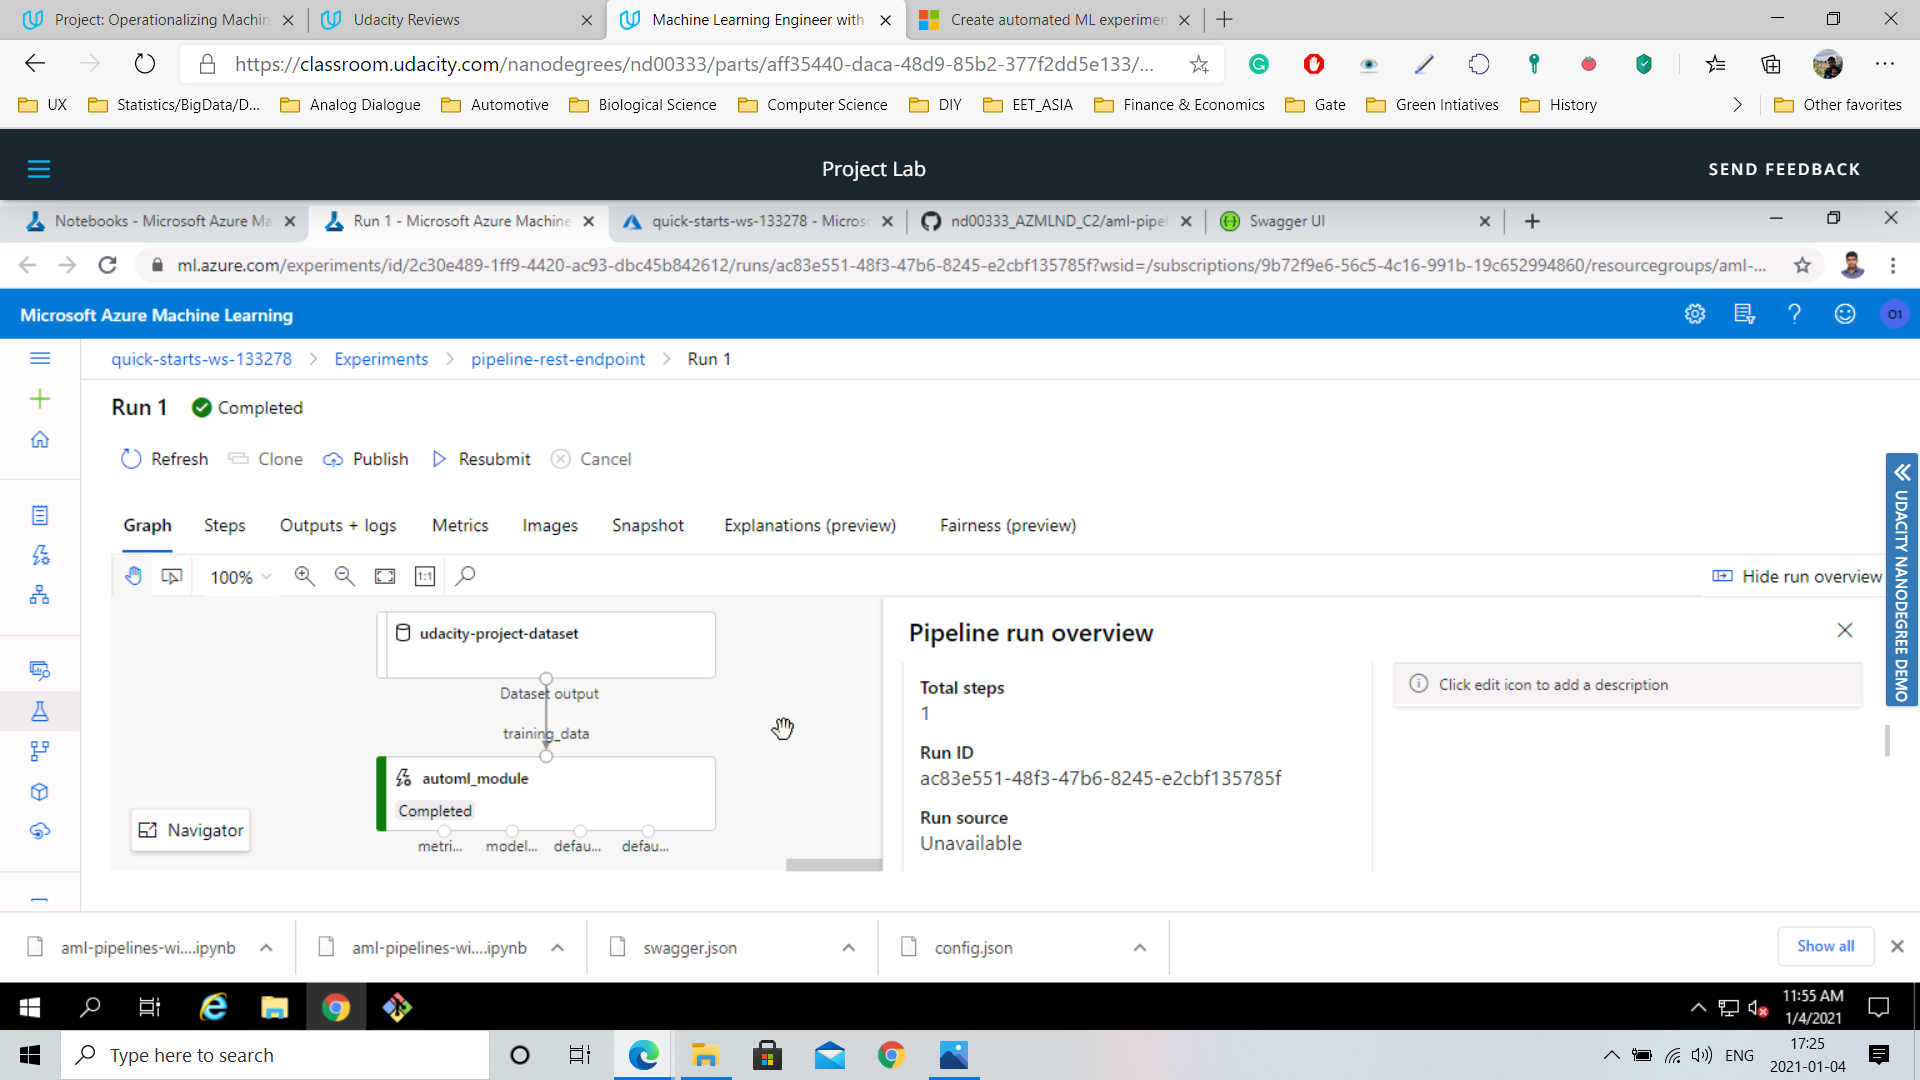 Project: Operationalizing Machin
Udacity Reviews
Machine Learning Engineer with
Create automated ML experimen
https://classroom.udacity.com/nanodegrees/nd00333/parts/aff35440-daca-48d9-85b2-377f2dd5e133/...
UX
Statistics/BigData/D...
Analog Dialogue
Automotive
Biological Science
Computer Science
DIY
EET_ASIA
Finance & Economics
Gate
Green Intiatives
History
Other favorites
Project Lab
SEND FEEDBACK
Notebooks - Microsoft Azure Ma
Run 1 - Microsoft Azure Machine
quick-starts-ws-133278 - Micros
nd00333_AZMLND_C2/aml-pipel
Swagger UI
ml.azure.com/experiments/id/2c30e489-1ff9-4420-ac93-dbc45b842612/runs/ac83e551-48f3-47b6-8245-e2cbf135785f?wsid=/subscriptions/9b72f9e6-56c5-4c16-991b-19c652994860/resourcegroups/aml-...
Microsoft Azure Machine Learning
01
quick-starts-ws-133278 > Experiments > pipeline-rest-endpoint > Run 1
Run 1
Completed
Refresh
Clone
Publish
Resubmit
Cancel
Graph
Steps
Outputs + logs
Metrics
Images
Snapshot
Explanations (preview)
Fairness (preview)
100%
1:1
Hide run overview
UDACITY NANODEGREE DEMO
udacity-project-dataset
Dataset output
training_data
automl_module
Completed
metri...
model...
defau...
defau...
Navigator
Pipeline run overview
Total steps
1
Run ID
ac83e551-48f3-47b6-8245-e2cbf135785f
Run source
Unavailable
Click edit icon to add a description
aml-pipelines-wi....ipynb
aml-pipelines-wi....ipynb
swagger.json
config.json
Show all
11:55 AM
1/4/2021
Type here to search
ENG
17:25
2021-01-04